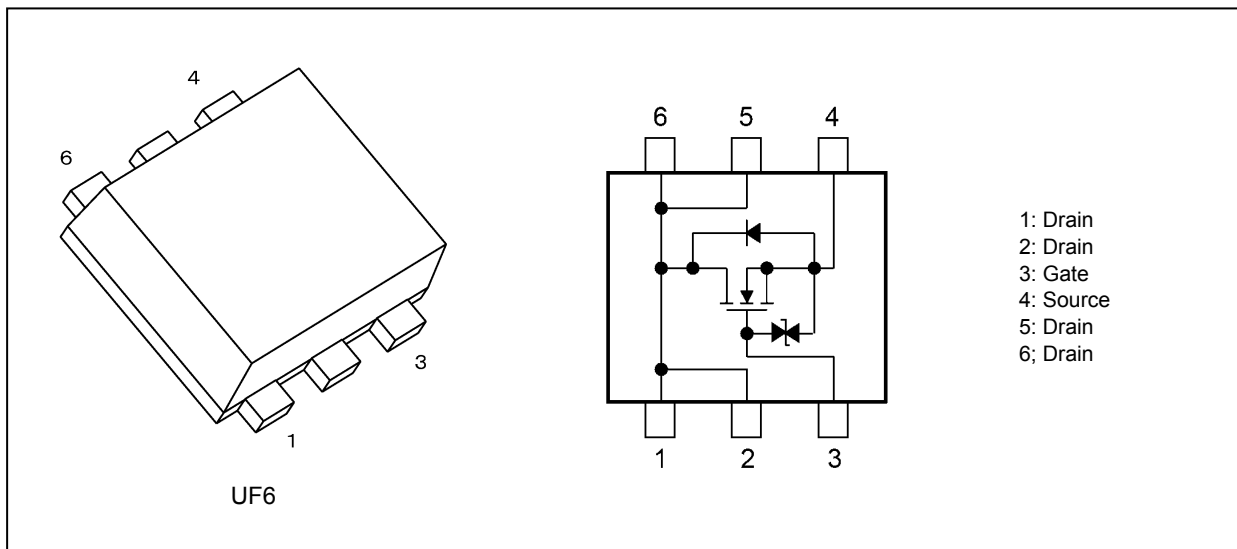 4
6
3
1
UF6
6 5 4
1 2 3
1: Drain
2: Drain
3: Gate
4: Source
5: Drain
6; Drain